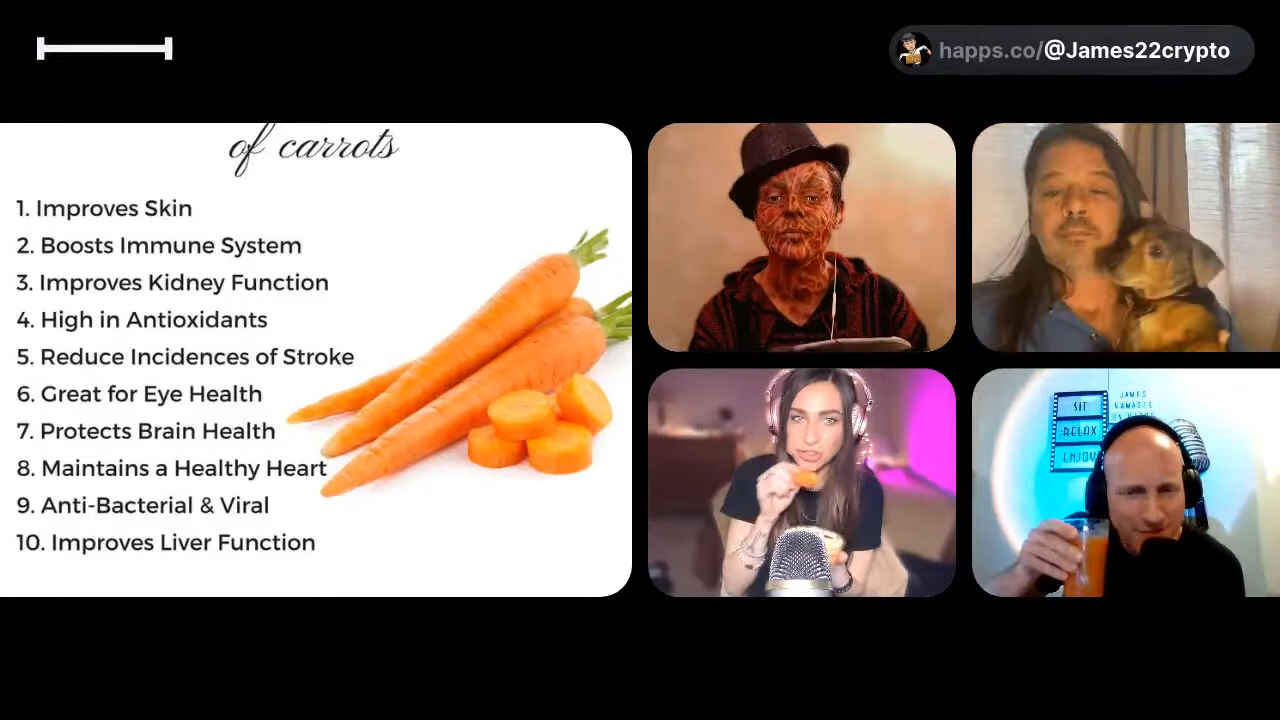 happs.co/@James22crypto
of carrots
1. Improves Skin
2. Boosts Immune System
3. Improves Kidney Function
4. High in Antioxidants
5. Reduce Incidences of Stroke
6. Great for Eye Health
7. Protects Brain Health
8. Maintains a Healthy Heart
9. Anti-Bacterial & Viral
10. Improves Liver Function
SIT
RELAX
ENJOY
JAMES
NAMASTE